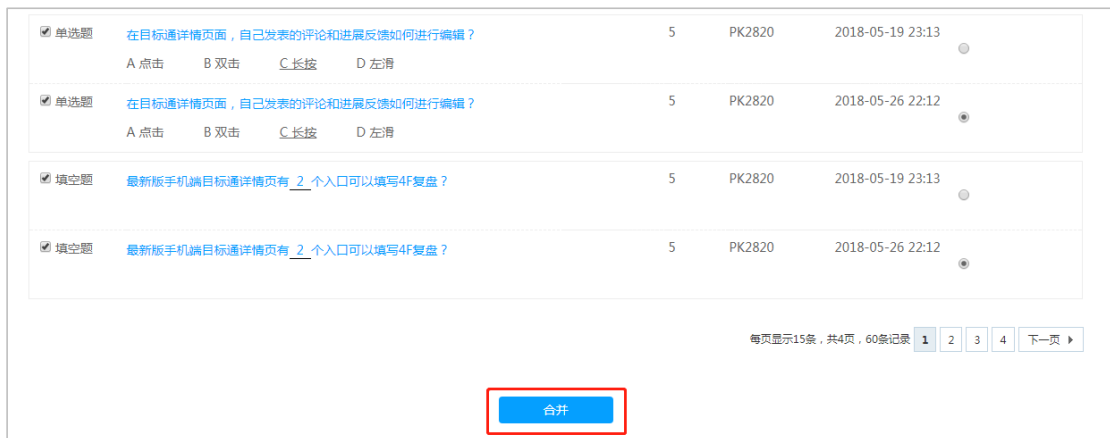 单选题 在目标通详情页面，自己发表的评论和进展反馈如何进行编辑？ 5 PK2820 2018-05-19 23:13
A 点击 B 双击 C 长按 D 左滑
单选题 在目标通详情页面，自己发表的评论和进展反馈如何进行编辑？ 5 PK2820 2018-05-26 22:12
A 点击 B 双击 C 长按 D 左滑
填空题 最新版手机端目标通详情页有 2 个入口可以填写4F复盘？ 5 PK2820 2018-05-19 23:13
填空题 最新版手机端目标通详情页有 2 个入口可以填写4F复盘？ 5 PK2820 2018-05-26 22:12
每页显示15条，共4页，60条记录 1 2 3 4 下一页
合并